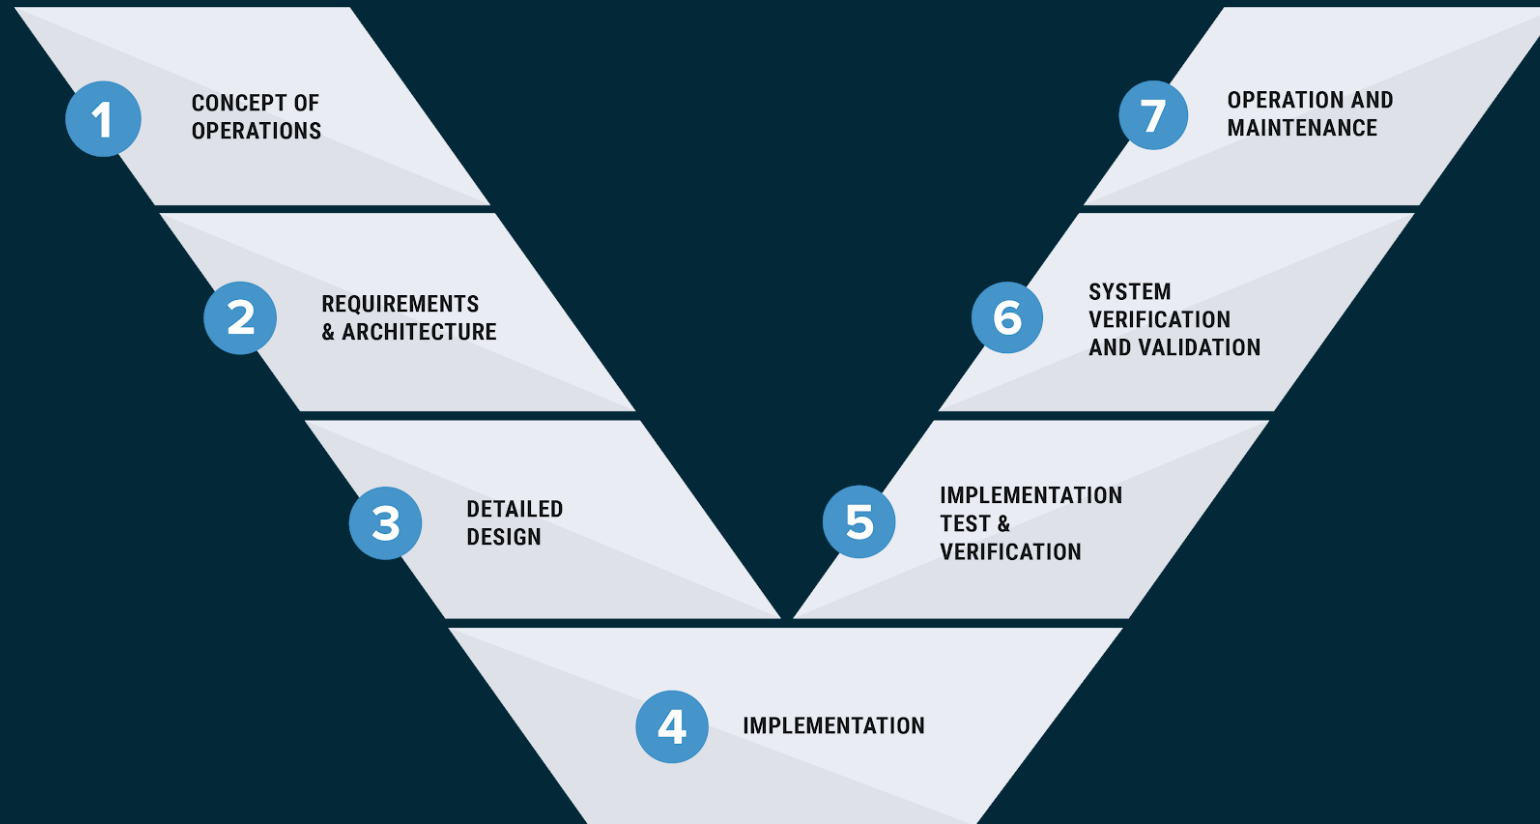 1
CONCEPT OF
OPERATIONS
2
REQUIREMENTS
& ARCHITECTURE
3
DETAILED
DESIGN
4
IMPLEMENTATION
5
IMPLEMENTATION
TEST &
VERIFICATION
6
SYSTEM
VERIFICATION
AND VALIDATION
7
OPERATION AND
MAINTENANCE